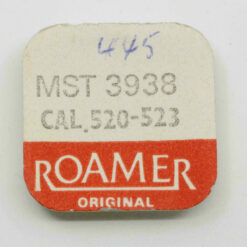 445
MST 3938
CAL. 520-523
ROAMER
ORIGINAL